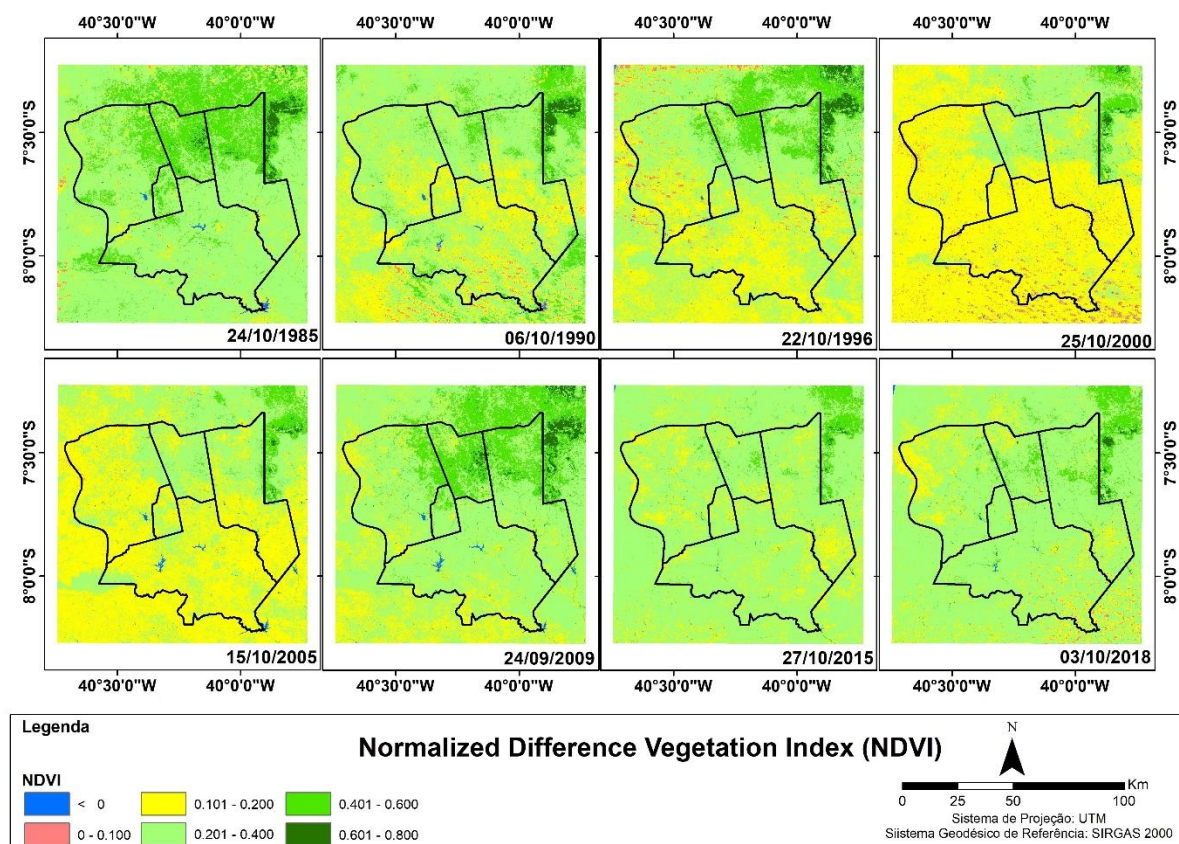 40°30'0"W 40°0'0"W 40°30'0"W 40°0'0"W 40°30'0"W 40°0'0"W 40°30'0"W 40°0'0"W
7°30'0"S 7°30'0"S
8°0'0"S 8°0'0"S
24/10/1985 06/10/1990 22/10/1996 25/10/2000
7°30'0"S 7°30'0"S
8°0'0"S 8°0'0"S
15/10/2005 24/09/2009 27/10/2015 03/10/2018
40°30'0"W 40°0'0"W 40°30'0"W 40°0'0"W 40°30'0"W 40°0'0"W 40°30'0"W 40°0'0"W
Legenda
Normalized Difference Vegetation Index (NDVI)
N
NDVI
< 0 0.101 - 0.200 0.401 - 0.600
0 - 0.100 0.201 - 0.400 0.601 - 0.800
Km
0 25 50 100
Sistema de Projeção: UTM
Siistema Geodésico de Referência: SIRGAS 2000